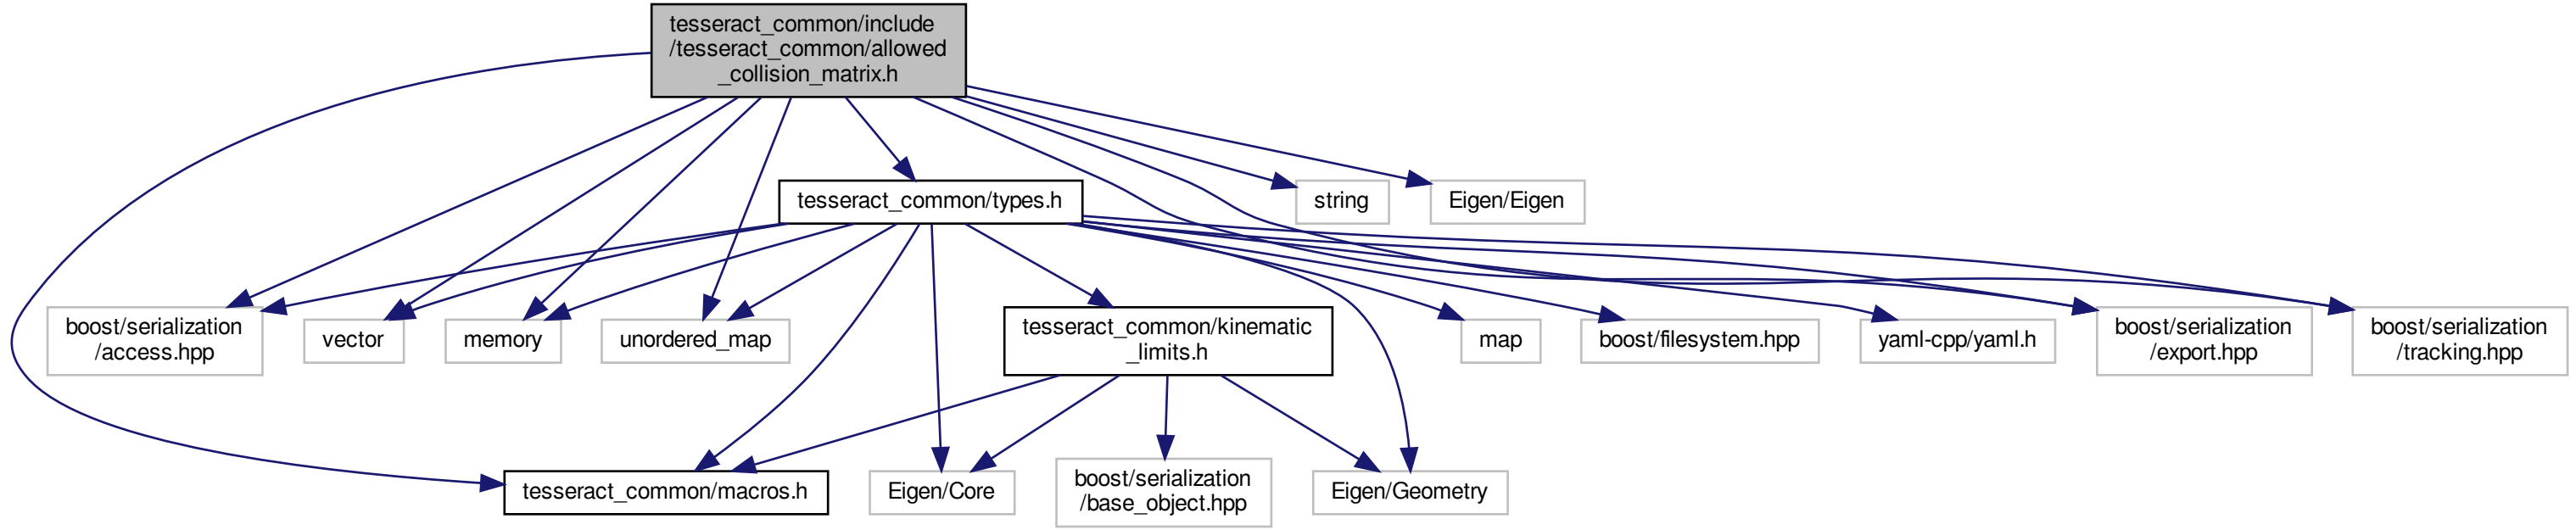 tesseract_common/include
/tesseract_common/allowed
_collision_matrix.h
tesseract_common/types.h
string
Eigen/Eigen
boost/serialization
/access.hpp
vector
memory
unordered_map
tesseract_common/kinematic
_limits.h
map
boost/filesystem.hpp
yaml-cpp/yaml.h
boost/serialization
/export.hpp
boost/serialization
/tracking.hpp
tesseract_common/macros.h
Eigen/Core
boost/serialization
/base_object.hpp
Eigen/Geometry